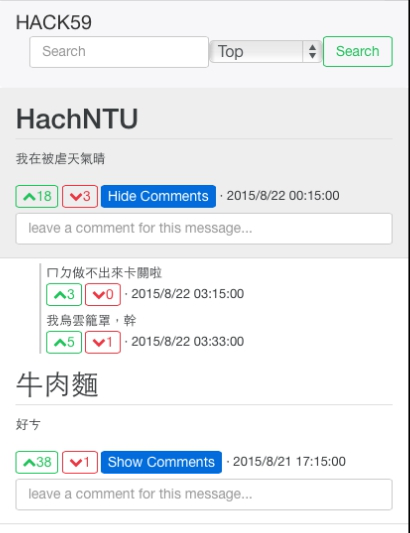 HACK59
Search Top Search
HachNTU
我在被虐天氣晴
18 3 Hide Comments · 2015/8/22 00:15:00
leave a comment for this message...
ㄇㄉ做不出來卡關啦
3 0 · 2015/8/22 03:15:00
我烏雲籠罩，幹
5 1 · 2015/8/22 03:33:00
牛肉麵
好ㄘ
38 1 Show Comments · 2015/8/21 17:15:00
leave a comment for this message...